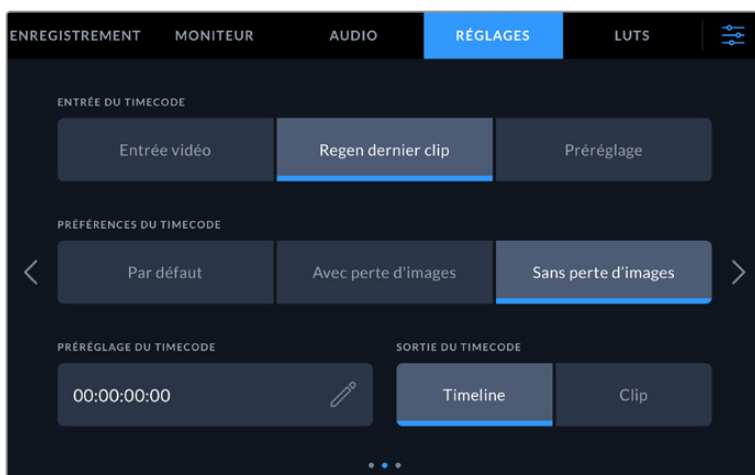 ENREGISTREMENT MONITEUR AUDIO RÉGLAGES LUTS
ENTRÉE DU TIMECODE
Entrée vidéo Regen dernier clip Préréglage
PRÉFÉRENCES DU TIMECODE
Par défaut Avec perte d'images Sans perte d'images
PRÉRÉGLAGE DU TIMECODE SORTIE DU TIMECODE
00:00:00:00 Timeline Clip